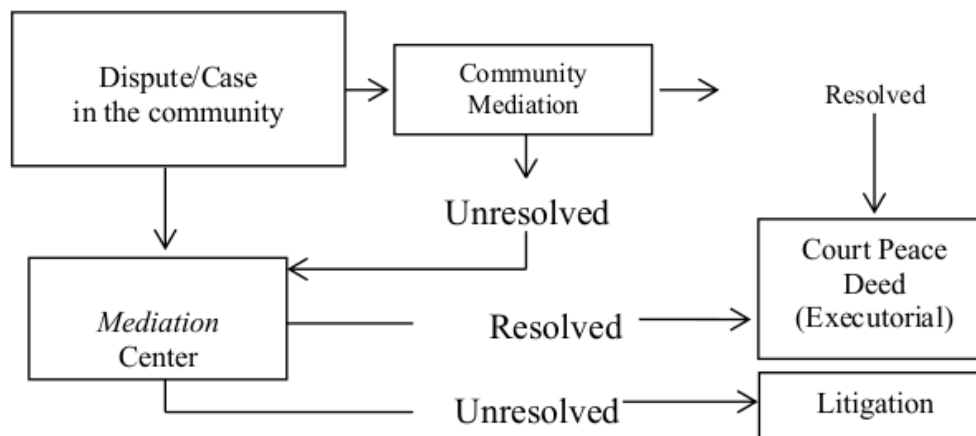 Dispute/Case
in the community
Community
Mediation
Resolved
Unresolved
Court Peace
Deed
(Executorial)
Mediation
Center
Resolved
Unresolved
Litigation